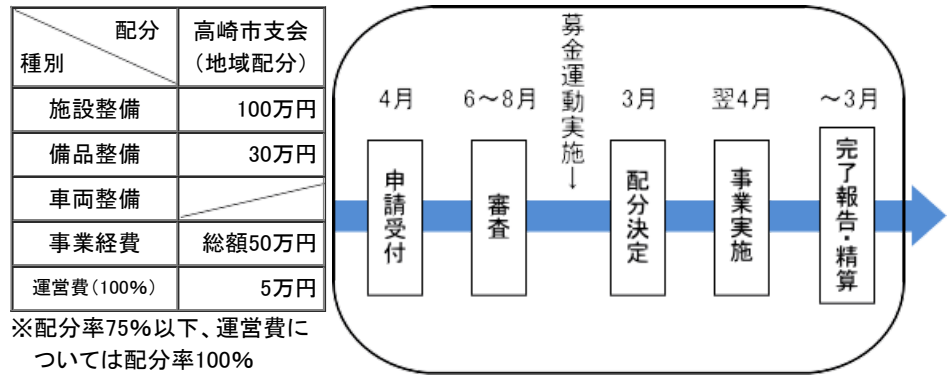 配分
種別
高崎市支会
（地域配分）
施設整備
100万円
備品整備
30万円
車両整備
事業経費
総額50万円
運営費（100%）
5万円
※配分率75%以下、運営費に
ついては配分率100%
4月
申請受付
6～8月
審査
募金運動実施→
3月
配分決定
翌4月
事業実施
～3月
完了報告・精算